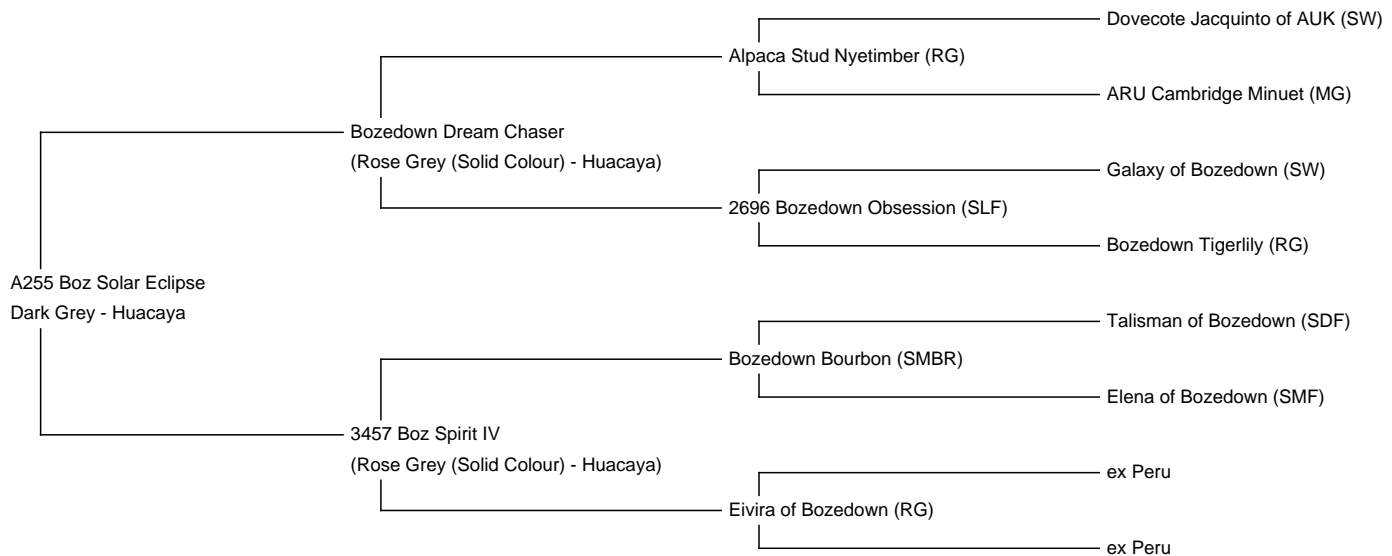 Dovecote Jacquinto of AUK (SW)
Alpaca Stud Nyetimber (RG)
ARU Cambridge Minuet (MG)
Bozedown Dream Chaser
(Rose Grey (Solid Colour) - Huacaya)
Galaxy of Bozedown (SW)
2696 Bozedown Obsession (SLF)
Bozedown Tigerlily (RG)
A255 Boz Solar Eclipse
Dark Grey - Huacaya
Talisman of Bozedown (SDF)
Bozedown Bourbon (SMBR)
Elena of Bozedown (SMF)
3457 Boz Spirit IV
(Rose Grey (Solid Colour) - Huacaya)
ex Peru
Eivira of Bozedown (RG)
ex Peru